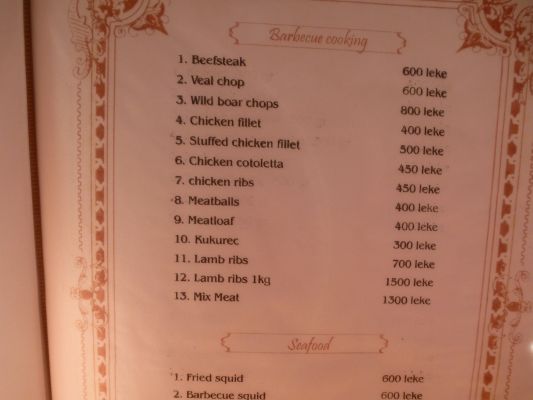 Barbecue cooking
1. Beefsteak 600 leke
2. Veal chop 600 leke
3. Wild boar chops 800 leke
4. Chicken fillet 400 leke
5. Stuffed chicken fillet 500 leke
6. Chicken cotoletta 450 leke
7. chicken ribs 450 leke
8. Meatballs 400 leke
9. Meatloaf 400 leke
10. Kukurec 300 leke
11. Lamb ribs 700 leke
12. Lamb ribs 1kg 1500 leke
13. Mix Meat 1300 leke
Seafood
1. Fried squid 600 leke
2. Barbecue squid 600 leke